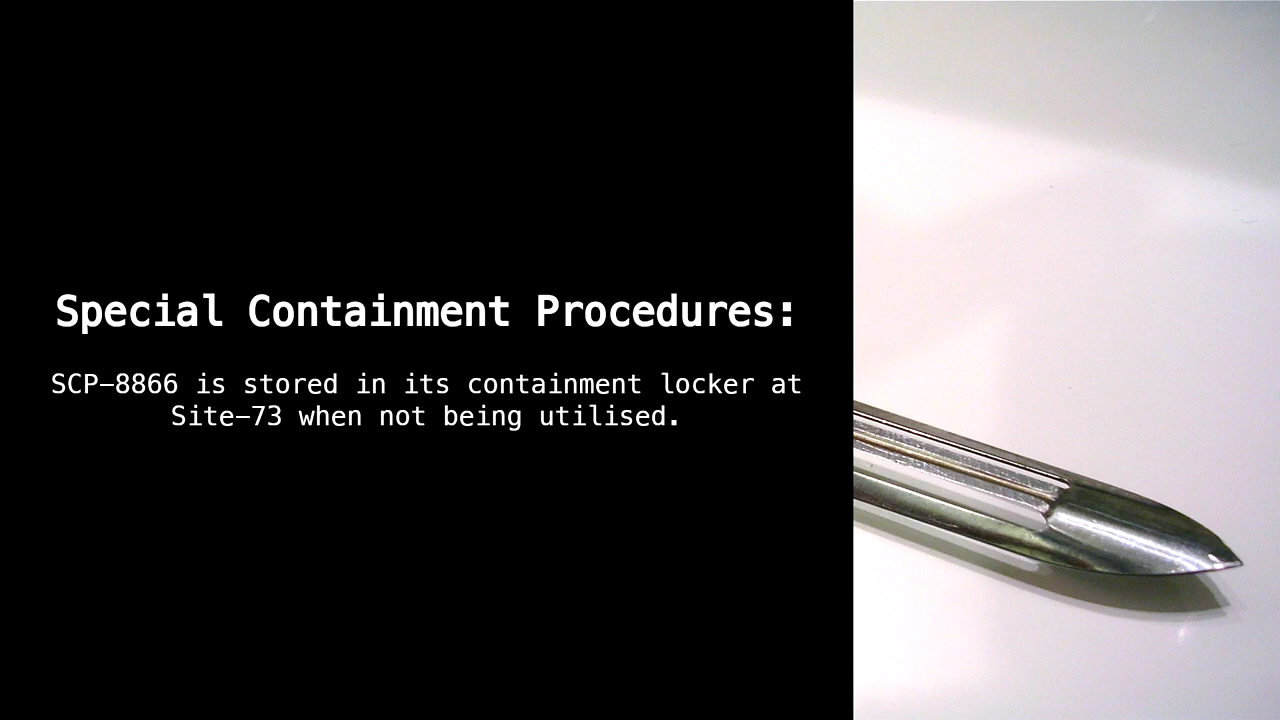 Special Containment Procedures:
SCP–8866 is stored in its containment locker at
Site–73 when not being utilised.